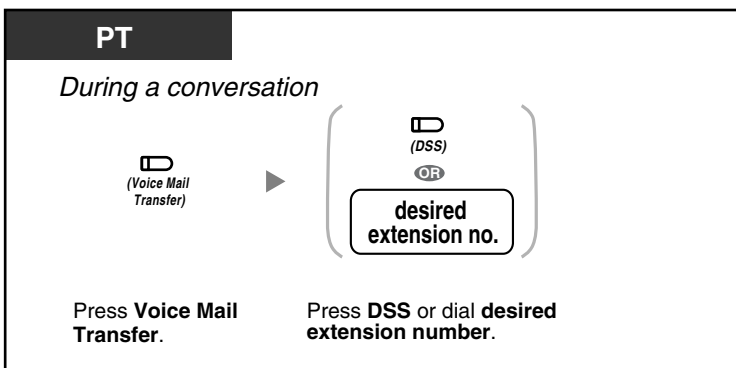 PT
During a conversation
(Voice Mail
Transfer)
(DSS)
OR
desired
extension no.
Press Voice Mail
Transfer.
Press DSS or dial desired
extension number.